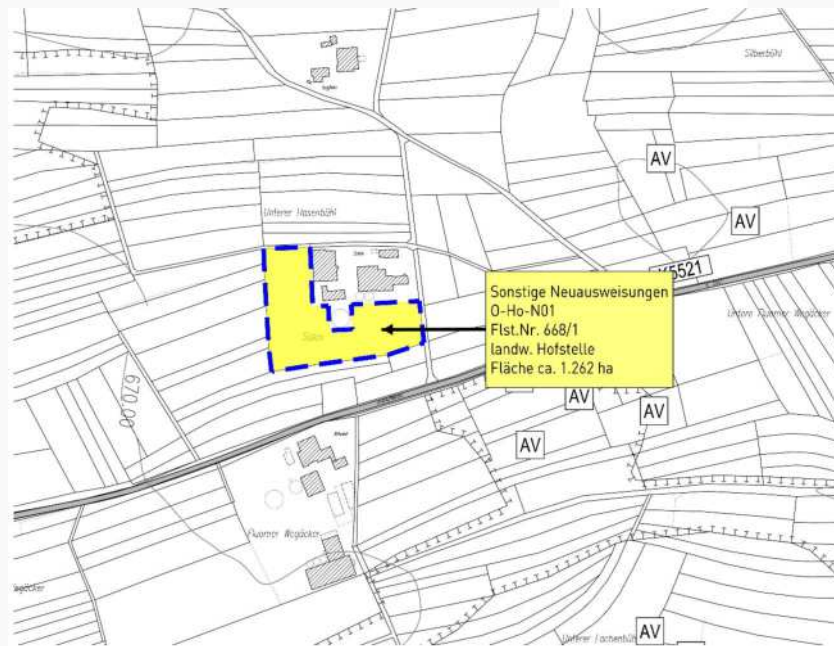 Silberbühl
AV
AV
Unterer Hasenbühl
K5521
Sonstige Neuausweisungen
O-Ho-N01
Flst.Nr. 668/1
landw. Hofstelle
Fläche ca. 1.262 ha
670,00
AV
AV
AV
AV
Unterer